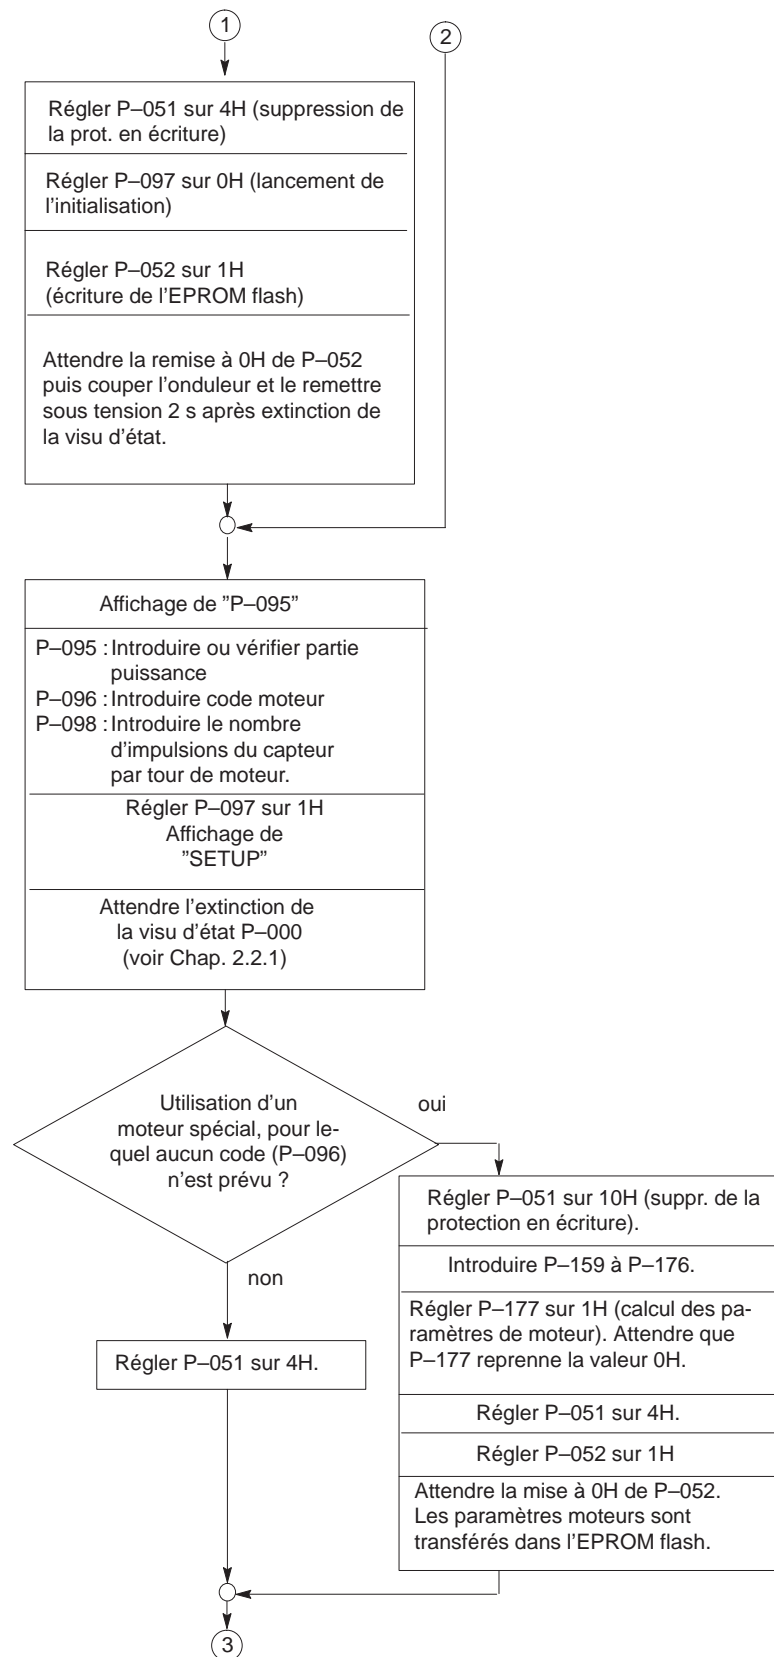 1
2
Régler P–051 sur 4H (suppression de
la prot. en écriture)
Régler P–097 sur 0H (lancement de
l’initialisation)
Régler P–052 sur 1H
(écriture de l’EPROM flash)
Attendre la remise à 0H de P–052
puis couper l’onduleur et le remettre
sous tension 2 s après extinction de
la visu d’état.
Affichage de ”P–095”
P–095 : Introduire ou vérifier partie
puissance
P–096 : Introduire code moteur
P–098 : Introduire le nombre
d’impulsions du capteur
par tour de moteur.
Régler P–097 sur 1H
Affichage de
”SETUP”
Attendre l’extinction de
la visu d’état P–000
(voir Chap. 2.2.1)
Utilisation d’un
moteur spécial, pour le-
quel aucun code (P–096)
n’est prévu ?
oui
non
Régler P–051 sur 4H.
Régler P–051 sur 10H (suppr. de la
protection en écriture).
Introduire P–159 à P–176.
Régler P–177 sur 1H (calcul des pa-
ramètres de moteur). Attendre que
P–177 reprenne la valeur 0H.
Régler P–051 sur 4H.
Régler P–052 sur 1H
Attendre la mise à 0H de P–052.
Les paramètres moteurs sont
transférés dans l’EPROM flash.
3